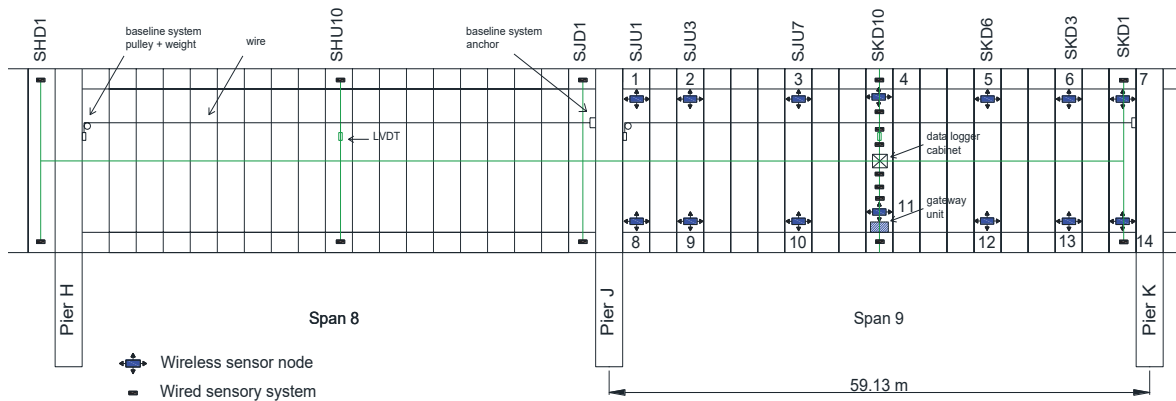 SHD1
baseline system
pulley + weight
wire
SHU10
baseline system
anchor
SJD1
SJU1
SJU3
SJU7
SKD10
SKD6
SKD3
SKD1
1
2
3
4
5
6
7
LVDT
data logger
cabinet
11
gateway
unit
8
9
10
12
13
14
Pier H
Span 8
Pier J
Span 9
Pier K
Wireless sensor node
Wired sensory system
59.13 m